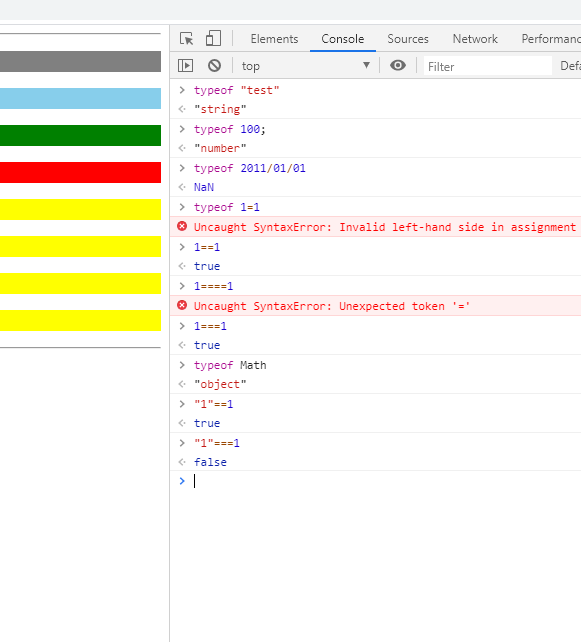 Elements Console Sources Network Performanc
top Filter Defa
typeof "test"
"string"
typeof 100;
"number"
typeof 2011/01/01
NaN
typeof 1=1
Uncaught SyntaxError: Invalid left-hand side in assignment
1==1
true
1====1
Uncaught SyntaxError: Unexpected token '='
1===1
true
typeof Math
"object"
"1"==1
true
"1"===1
false